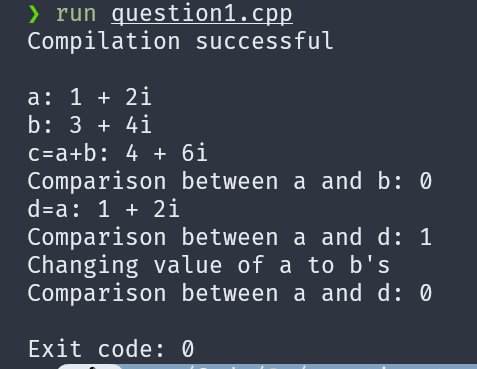 ❯ run question1.cpp
Compilation successful
a: 1 + 2i
b: 3 + 4i
c=a+b: 4 + 6i
Comparison between a and b: 0
d=a: 1 + 2i
Comparison between a and d: 1
Changing value of a to b's
Comparison between a and d: 0
Exit code: 0